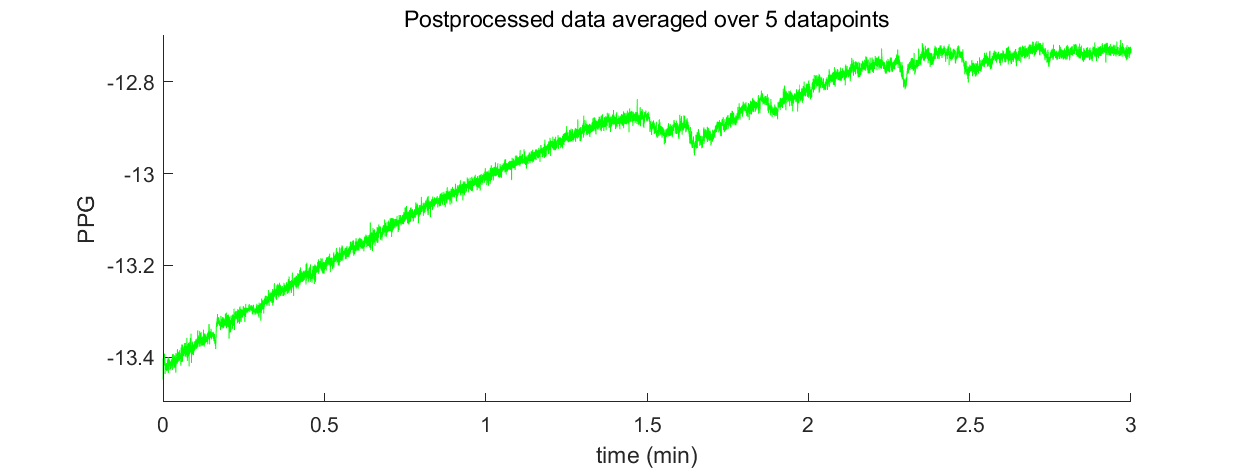 Postprocessed data averaged over 5 datapoints
-12.8
-13
-13.2
-13.4
PPG
0 0.5 1 1.5 2 2.5 3
time (min)